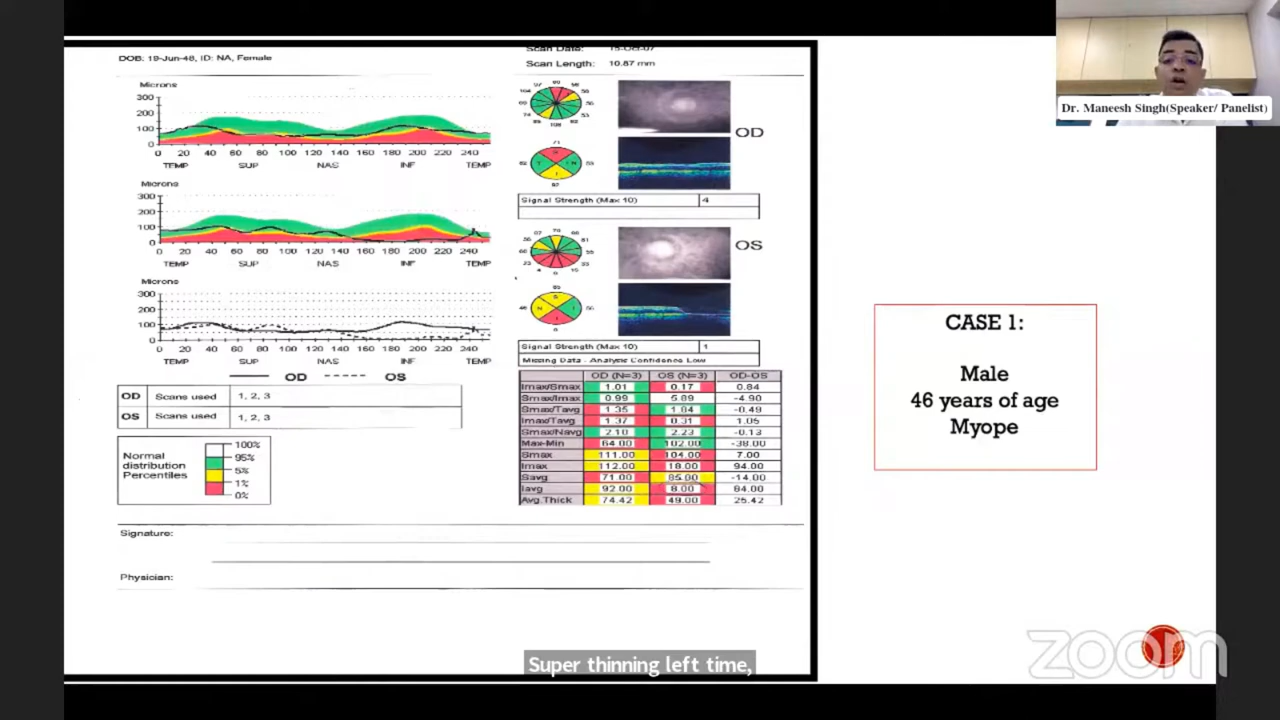 DOB: 19-Jun-48, ID: NA, Female
Scan Date: 15-Oct-07
Scan Length: 10.87 mm
Microns
300
200
100
0
0 20 40 60 80 100 120 140 160 180 200 220 240
TEMP SUP NAS INF TEMP
OD
Signal Strength (Max 10) 4
Microns
300
200
100
0
0 20 40 60 80 100 120 140 160 180 200 220 240
TEMP SUP NAS INF TEMP
OS
Signal Strength (Max 10) 1
Missing Data - Analysis Confidence Low
Microns
300
200
100
0
0 20 40 60 80 100 120 140 160 180 200 220 240
TEMP SUP NAS INF TEMP
OD OS
OD Scans used 1, 2, 3
OS Scans used 1, 2, 3
Normal distribution Percentiles
100%
95%
5%
1%
0%
OD (N=3) OS (N=3) OD-OS
Imax/Smax 1.01 0.17 0.84
Smax/Imax 0.99 5.89 -4.90
Smax/Tavg 1.35 1.84 -0.49
Imax/Tavg 1.37 0.31 1.05
Smax/Navg 2.10 2.23 -0.13
Max-Min 64.00 102.00 -38.00
Smax 111.00 104.00 7.00
Imax 112.00 18.00 94.00
Savg 71.00 85.00 -14.00
Iavg 92.00 8.00 84.00
Avg.Thick 74.42 49.00 25.42
Signature:
Physician:
CASE 1:
Male
46 years of age
Myope
Dr. Maneesh Singh(Speaker/ Panelist)
Super thinning left time,
zoom